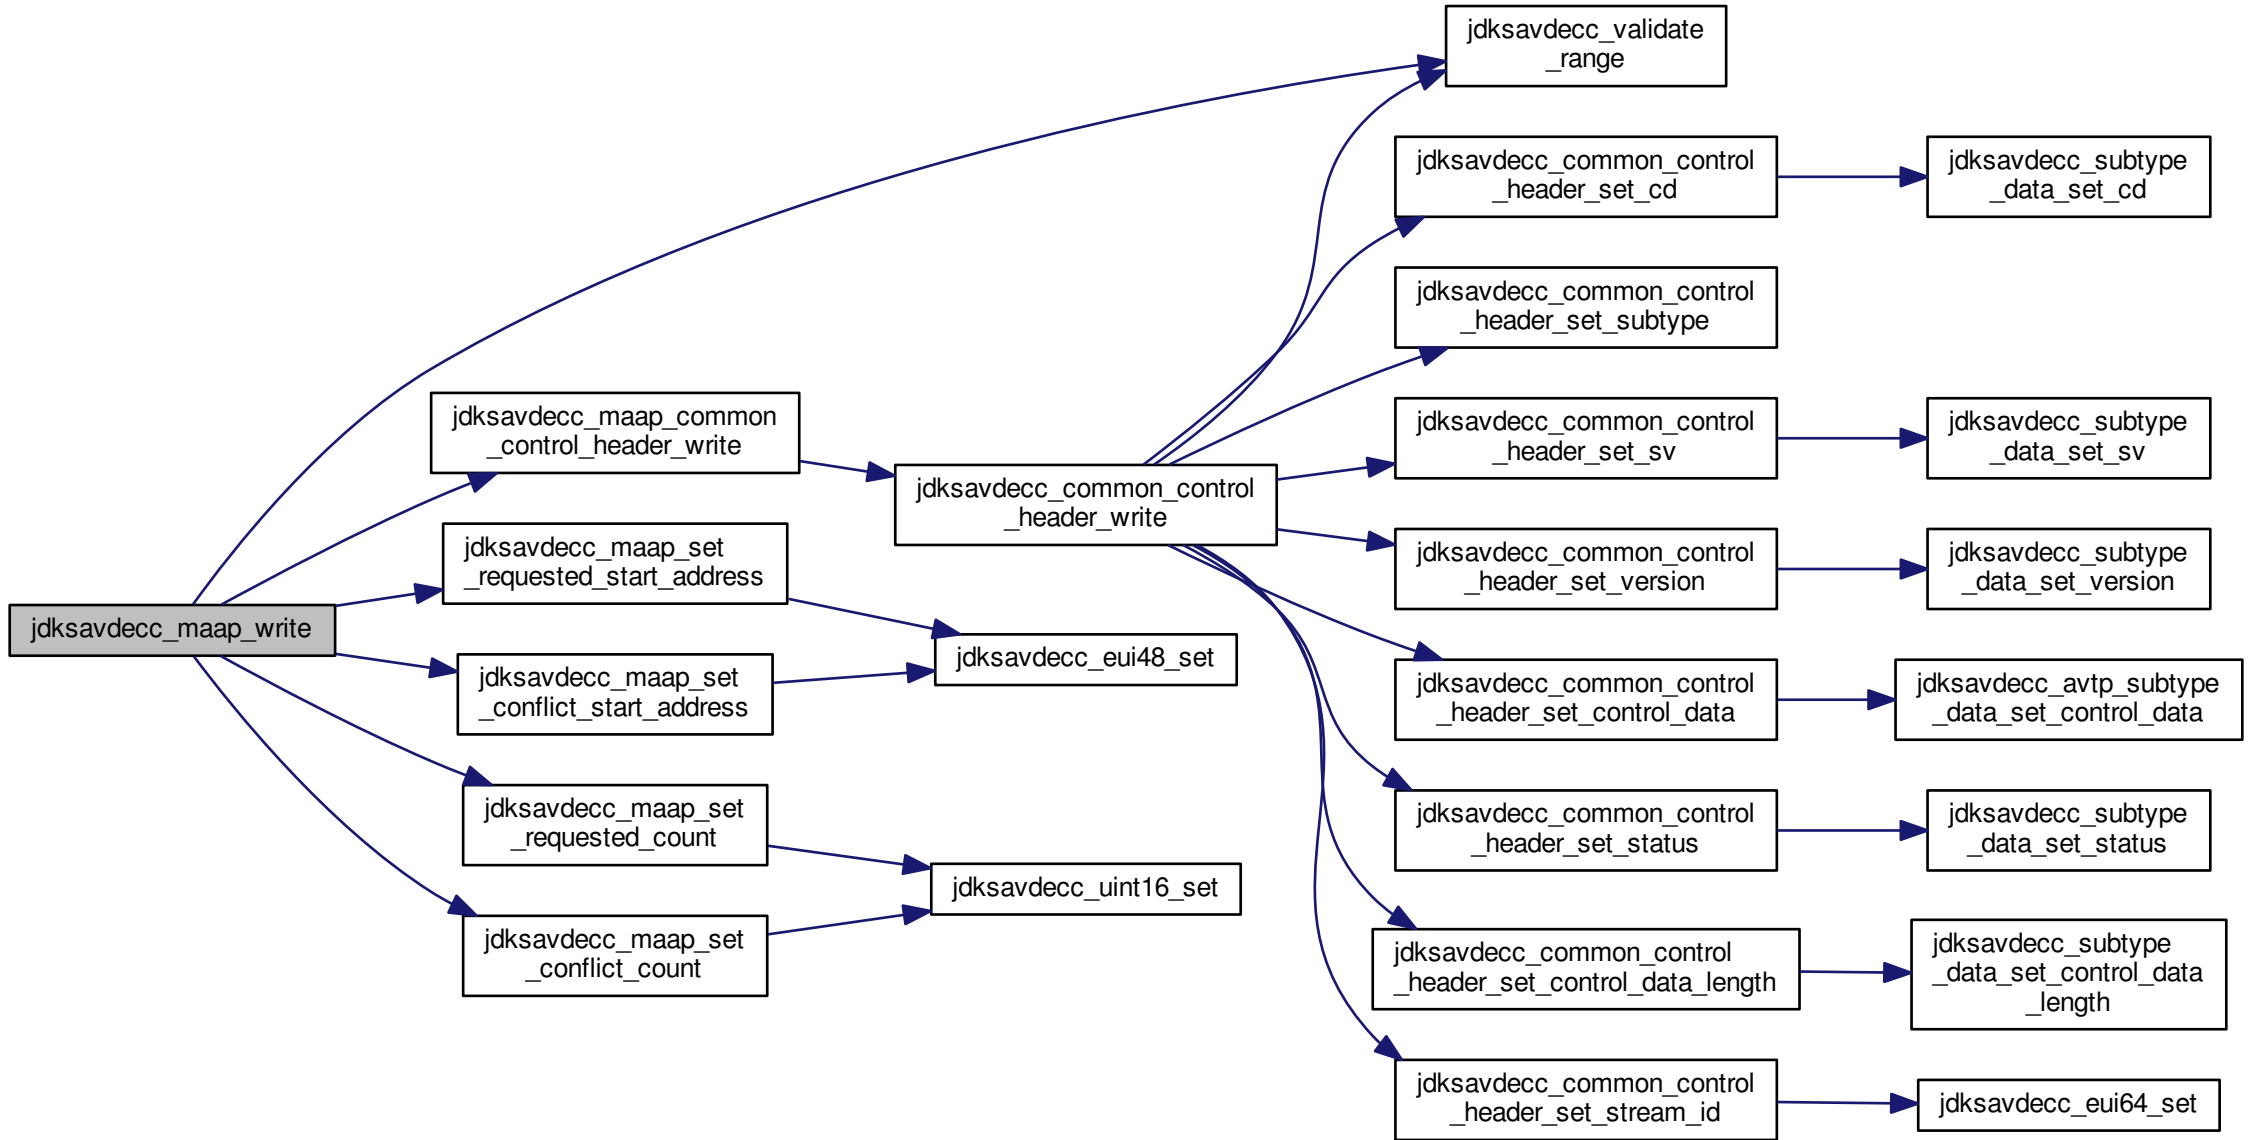 jdksavdecc_maap_write
jdksavdecc_maap_common
_control_header_write
jdksavdecc_maap_set
_requested_start_address
jdksavdecc_maap_set
_conflict_start_address
jdksavdecc_maap_set
_requested_count
jdksavdecc_maap_set
_conflict_count
jdksavdecc_common_control
_header_write
jdksavdecc_eui48_set
jdksavdecc_uint16_set
jdksavdecc_validate
_range
jdksavdecc_common_control
_header_set_cd
jdksavdecc_common_control
_header_set_subtype
jdksavdecc_common_control
_header_set_sv
jdksavdecc_common_control
_header_set_version
jdksavdecc_common_control
_header_set_control_data
jdksavdecc_common_control
_header_set_status
jdksavdecc_common_control
_header_set_control_data_length
jdksavdecc_common_control
_header_set_stream_id
jdksavdecc_subtype
_data_set_cd
jdksavdecc_subtype
_data_set_sv
jdksavdecc_subtype
_data_set_version
jdksavdecc_avtp_subtype
_data_set_control_data
jdksavdecc_subtype
_data_set_status
jdksavdecc_subtype
_data_set_control_data
_length
jdksavdecc_eui64_set